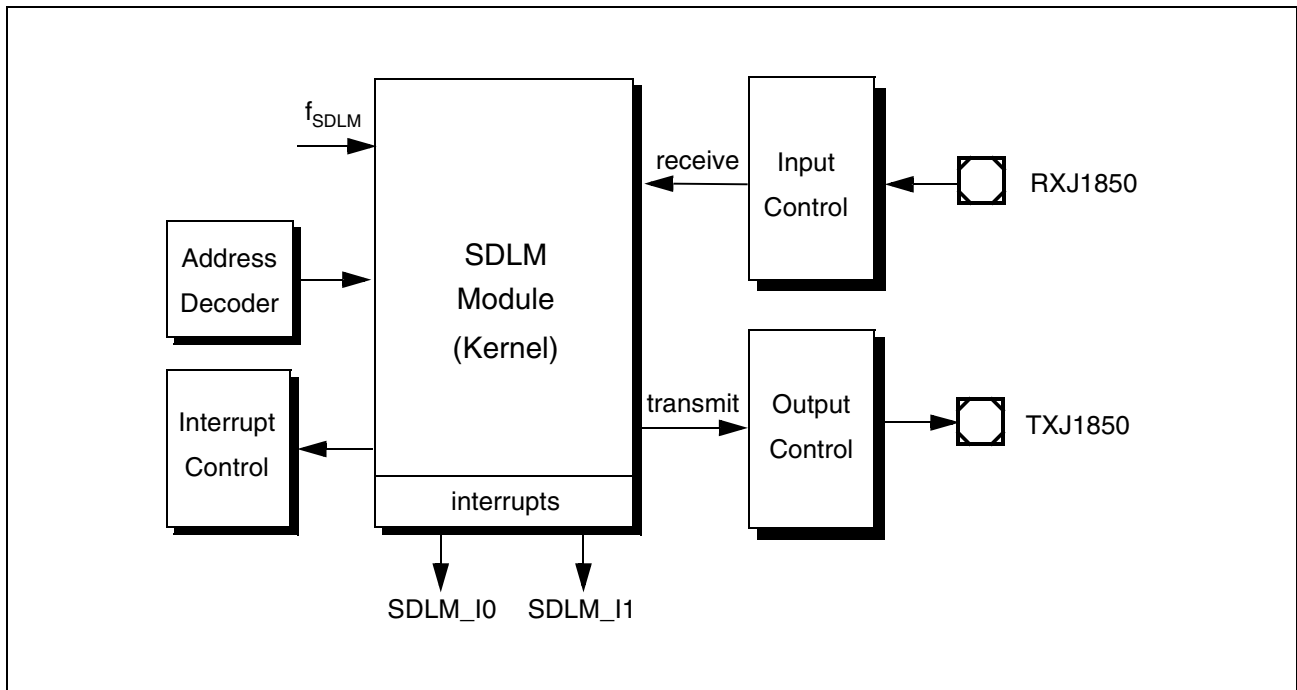 fSDLM
Address
Decoder
Interrupt
Control
SDLM
Module
(Kernel)
interrupts
SDLM_I0
SDLM_I1
receive
Input
Control
RXJ1850
transmit
Output
Control
TXJ1850